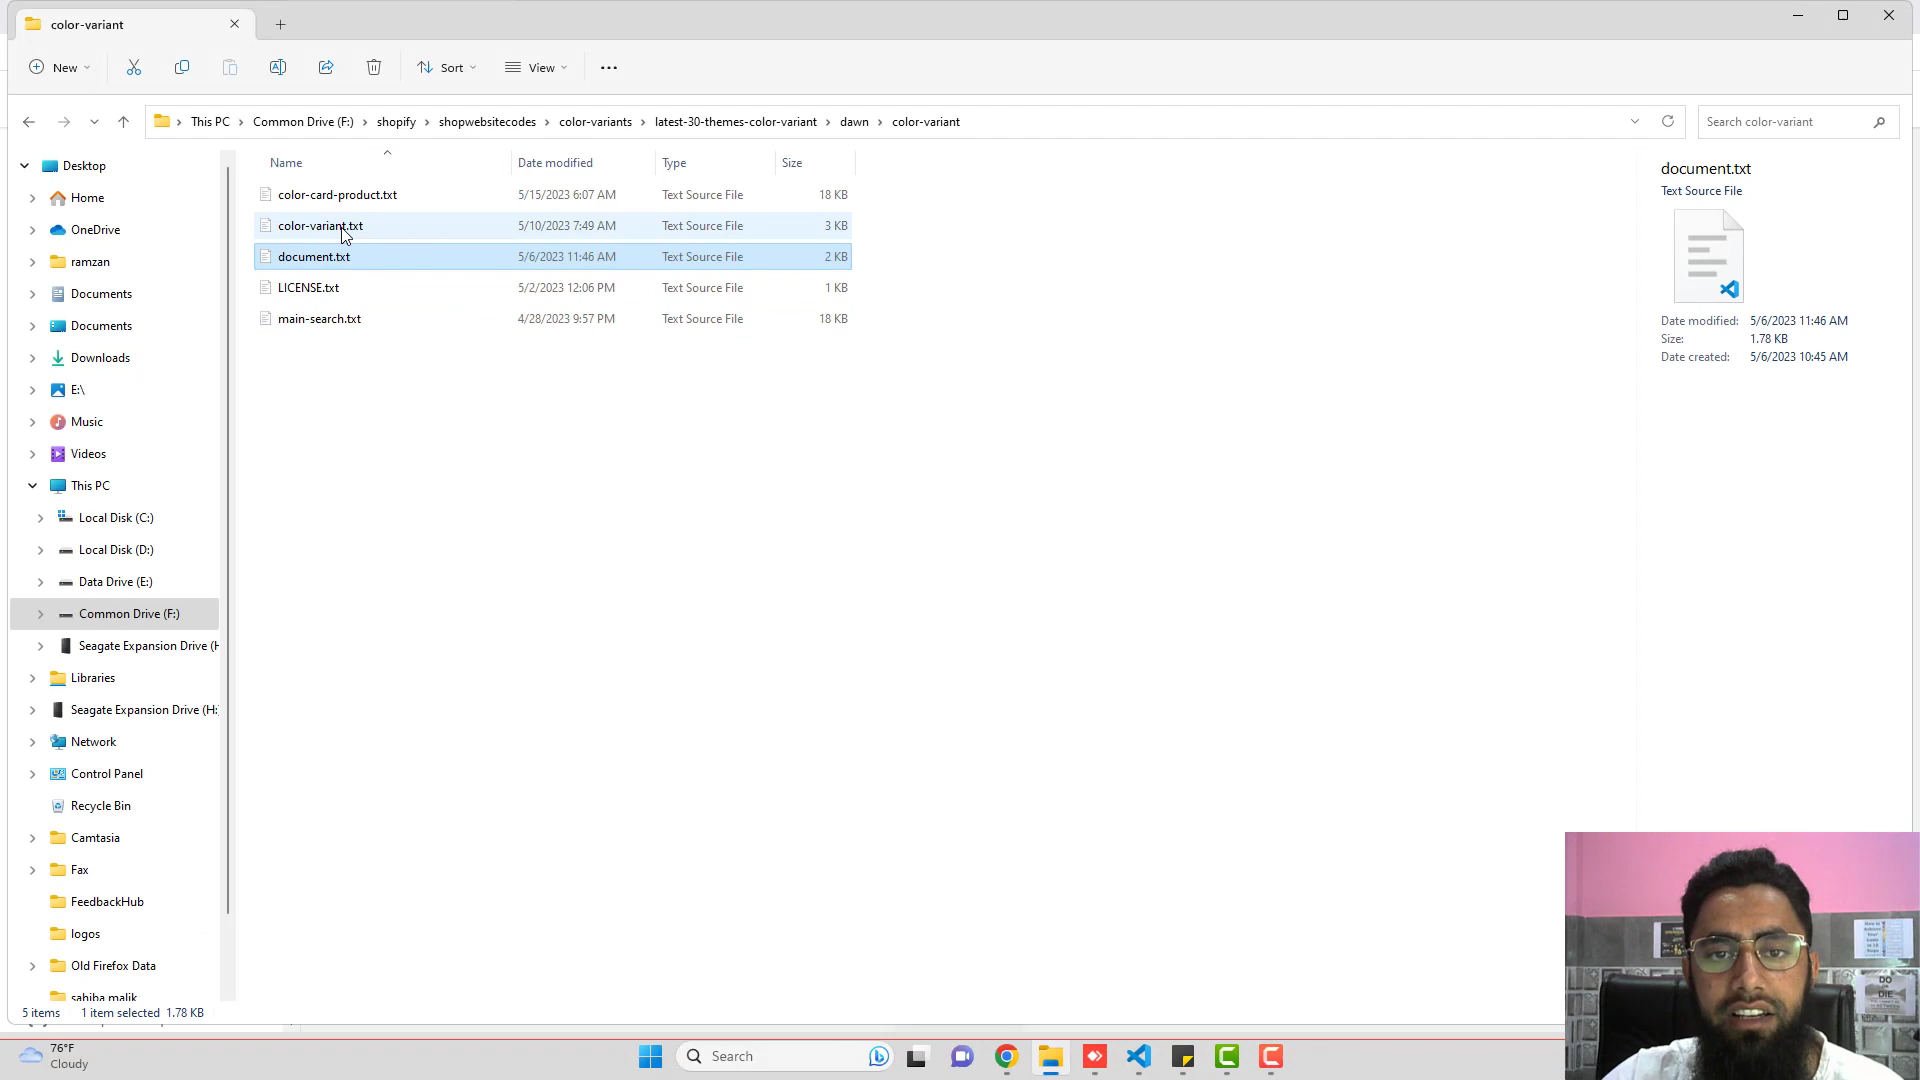 color-variant
New
Sort
View
This PC
Common Drive (F:)
shopify
shopwebsitecodes
color-variants
latest-30-themes-color-variant
dawn
color-variant
Search color-variant
Name
Date modified
Type
Size
color-card-product.txt 5/15/2023 6:07 AM Text Source File 18 KB
color-variant.txt 5/10/2023 7:49 AM Text Source File 3 KB
document.txt 5/6/2023 11:46 AM Text Source File 2 KB
LICENSE.txt 5/2/2023 12:06 PM Text Source File 1 KB
main-search.txt 4/28/2023 9:57 PM Text Source File 18 KB
Desktop
Home
OneDrive
ramzan
Documents
Documents
Downloads
E:\
Music
Videos
This PC
Local Disk (C:)
Local Disk (D:)
Data Drive (E:)
Common Drive (F:)
Seagate Expansion Drive (H
Libraries
Seagate Expansion Drive (H:
Network
Control Panel
Recycle Bin
Camtasia
Fax
FeedbackHub
logos
Old Firefox Data
sahiba malik
document.txt
Text Source File
Date modified: 5/6/2023 11:46 AM
Size: 1.78 KB
Date created: 5/6/2023 10:45 AM
5 items
1 item selected 1.78 KB
76°F
Cloudy
Search
DO
OR
DIE